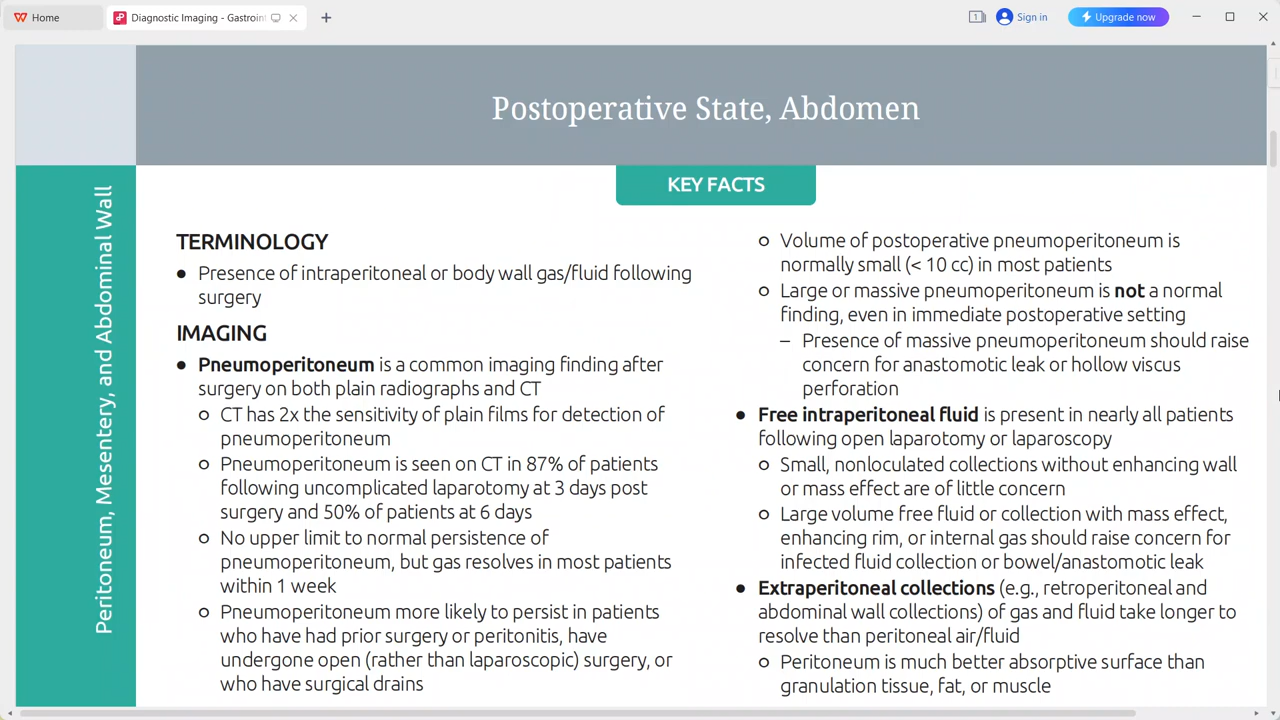 Home
Diagnostic Imaging - Gastroint
1
Sign in
Upgrade now
Postoperative State, Abdomen
Peritoneum, Mesentery, and Abdominal Wall
KEY FACTS
TERMINOLOGY
● Presence of intraperitoneal or body wall gas/fluid following
surgery
IMAGING
● Pneumoperitoneum is a common imaging finding after
surgery on both plain radiographs and CT
○ CT has 2x the sensitivity of plain films for detection of
pneumoperitoneum
○ Pneumoperitoneum is seen on CT in 87% of patients
following uncomplicated laparotomy at 3 days post
surgery and 50% of patients at 6 days
○ No upper limit to normal persistence of
pneumoperitoneum, but gas resolves in most patients
within 1 week
○ Pneumoperitoneum more likely to persist in patients
who have had prior surgery or peritonitis, have
undergone open (rather than laparoscopic) surgery, or
who have surgical drains
○ Volume of postoperative pneumoperitoneum is
normally small (< 10 cc) in most patients
○ Large or massive pneumoperitoneum is not a normal
finding, even in immediate postoperative setting
– Presence of massive pneumoperitoneum should raise
concern for anastomotic leak or hollow viscus
perforation
● Free intraperitoneal fluid is present in nearly all patients
following open laparotomy or laparoscopy
○ Small, nonloculated collections without enhancing wall
or mass effect are of little concern
○ Large volume free fluid or collection with mass effect,
enhancing rim, or internal gas should raise concern for
infected fluid collection or bowel/anastomotic leak
● Extraperitoneal collections (e.g., retroperitoneal and
abdominal wall collections) of gas and fluid take longer to
resolve than peritoneal air/fluid
○ Peritoneum is much better absorptive surface than
granulation tissue, fat, or muscle